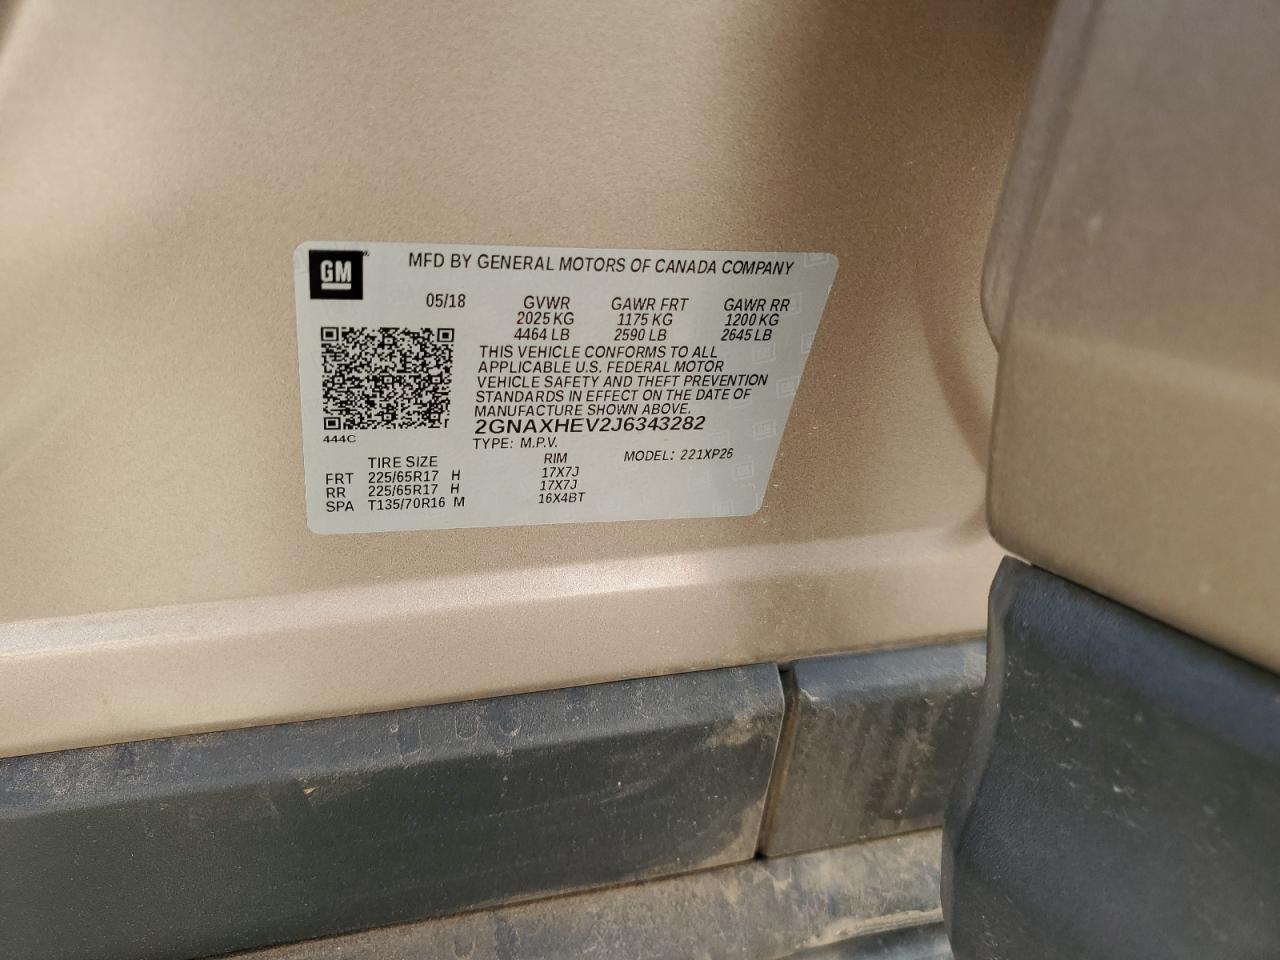 GM
MFD BY GENERAL MOTORS OF CANADA COMPANY
05/18 GVWR GAWR FRT GAWR RR
2025 KG 1175 KG 1200 KG
4464 LB 2590 LB 2645 LB
THIS VEHICLE CONFORMS TO ALL
APPLICABLE U.S. FEDERAL MOTOR
VEHICLE SAFETY AND THEFT PREVENTION
STANDARDS IN EFFECT ON THE DATE OF
MANUFACTURE SHOWN ABOVE.
2GNAXHEV2J6343282
444C
TYPE: M.P.V.
TIRE SIZE RIM MODEL: 221XP26
FRT 225/65R17 H 17X7J
RR 225/65R17 H 17X7J
SPA T135/70R16 M 16X4BT